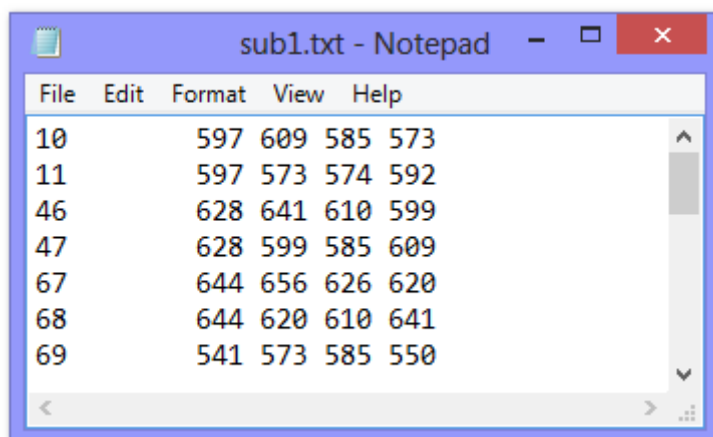 sub1.txt - Notepad
File Edit Format View Help
10 597 609 585 573
11 597 573 574 592
46 628 641 610 599
47 628 599 585 609
67 644 656 626 620
68 644 620 610 641
69 541 573 585 550